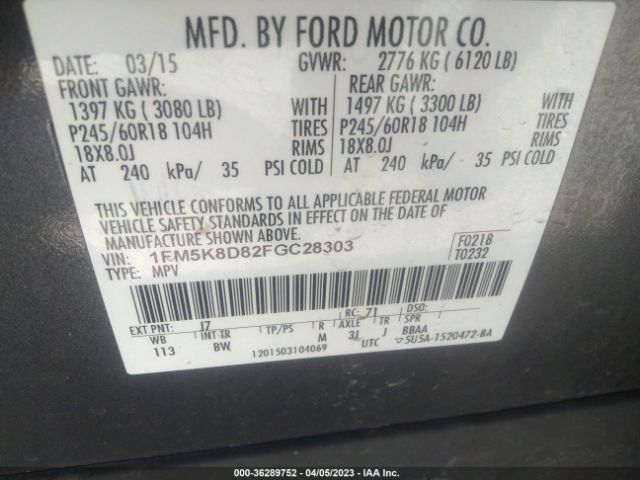 MFD. BY FORD MOTOR CO.
DATE: 03/15 GVWR: 2776 KG ( 6120 LB)
FRONT GAWR: REAR GAWR:
1397 KG ( 3080 LB) WITH 1497 KG ( 3300 LB) WITH
P245/60R18 104H TIRES P245/60R18 104H TIRES
18X8.0J RIMS 18X8.0J RIMS
AT 240 kPa/ 35 PSI COLD AT 240 kPa/ 35 PSI COLD
THIS VEHICLE CONFORMS TO ALL APPLICABLE FEDERAL MOTOR
VEHICLE SAFETY STANDARDS IN EFFECT ON THE DATE OF
MANUFACTURE SHOWN ABOVE.
VIN: 1FM5K8D82FGC28303 F0218
TYPE: MPV T0232
EXT PNT: J7 RC: 71 DSO:
WB INT TR TP/PS R AXLE TR SPR
113 BW M 3J J BBAA
1201503104069 UTC 5U5A-1520472-BA
000-36289752 - 04/05/2023 - IAA Inc.